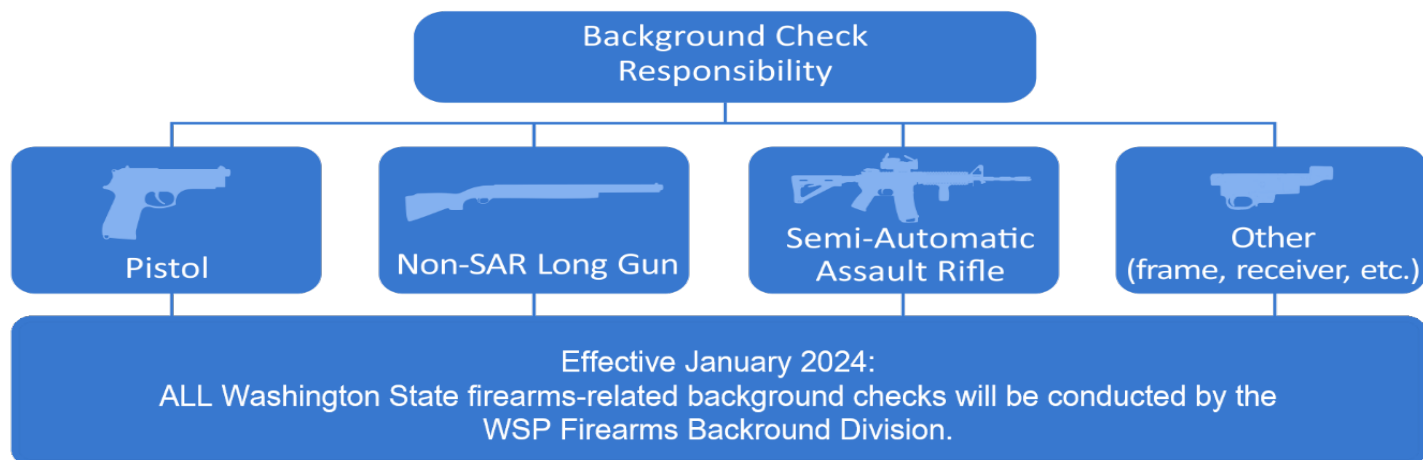 Background Check
Responsibility
Pistol
Non-SAR Long Gun
Semi-Automatic
Assault Rifle
Other
(frame, receiver, etc.)
Effective January 2024:
ALL Washington State firearms-related background checks will be conducted by the
WSP Firearms Backround Division.